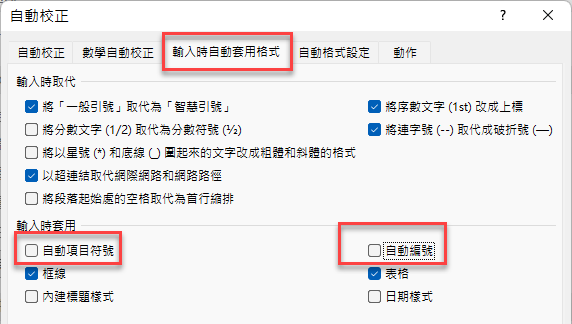 自動校正
自動校正 數學自動校正 輸入時自動套用格式 自動格式設定 動作
輸入時取代
將「一般引號」取代為「智慧引號」 將序數文字 (1st) 改成上標
將分數文字 (1/2) 取代為分數符號 (½) 將連字號 (--) 取代成破折號 (—)
將以星號 (*) 和底線 (_) 圍起來的文字改成粗體和斜體的格式
以超連結取代網際網路和網路路徑
將段落起始處的空格取代為首行縮排
輸入時套用
自動項目符號 自動編號
框線 表格
內建標題樣式 日期樣式